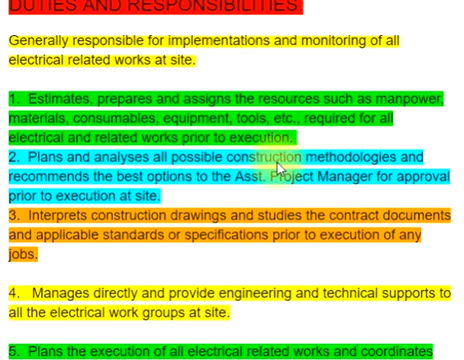 DUTIES AND RESPONSIBILITIES:
Generally responsible for implementations and monitoring of all
electrical related works at site.
1. Estimates, prepares and assigns the resources such as manpower,
materials, consumables, equipment, tools, etc., required for all
electrical and related works prior to execution.
2. Plans and analyses all possible construction methodologies and
recommends the best options to the Asst. Project Manager for approval
prior to execution at site.
3. Interprets construction drawings and studies the contract documents
and applicable standards or specifications prior to execution of any
jobs.
4. Manages directly and provide engineering and technical supports to
all the electrical work groups at site.
5. Plans the execution of all electrical related works and coordinates